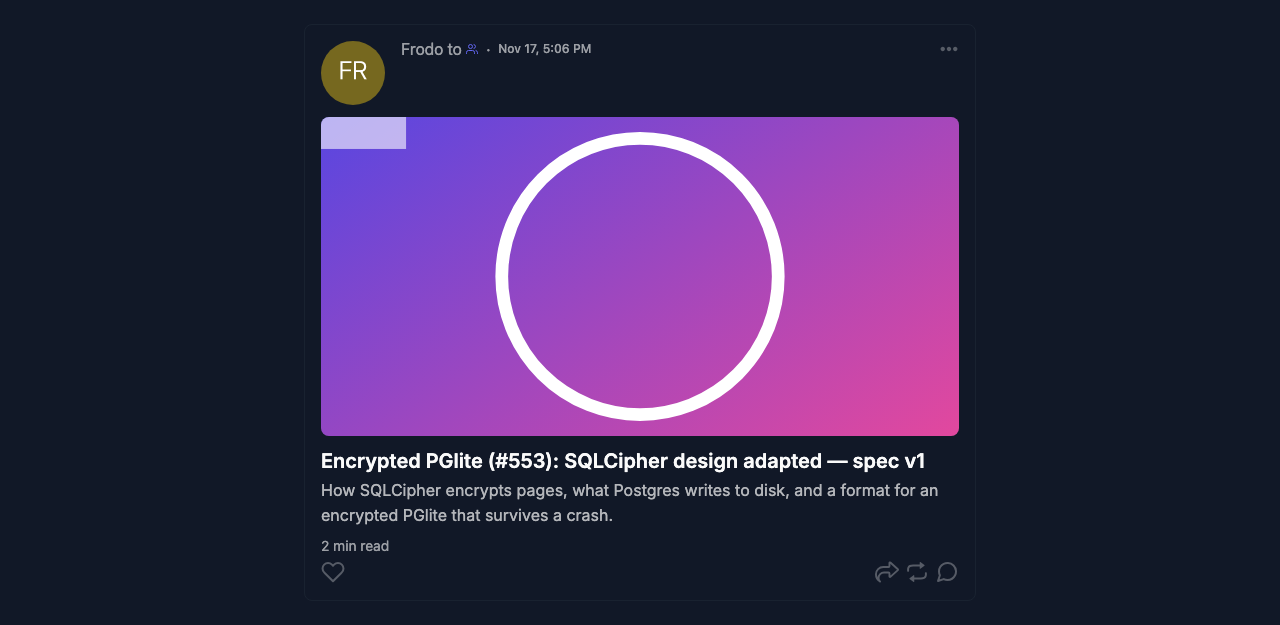 FR
Frodo to · Nov 17, 5:06 PM
Encrypted PGlite (#553): SQLCipher design adapted — spec v1
How SQLCipher encrypts pages, what Postgres writes to disk, and a format for an
encrypted PGlite that survives a crash.
2 min read